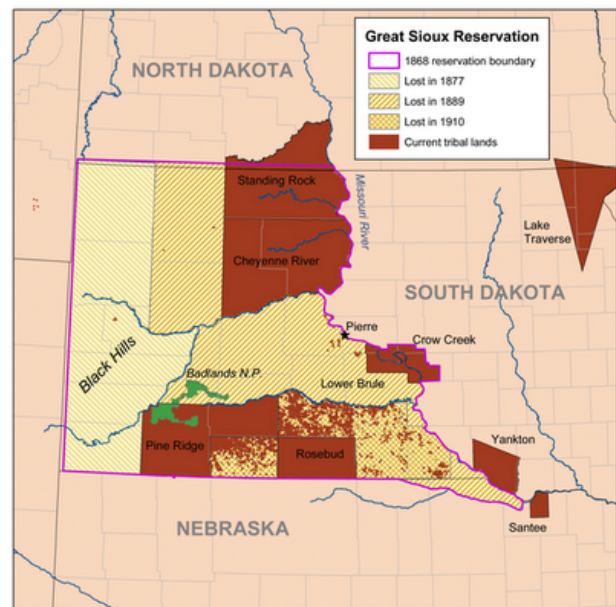 Great Sioux Reservation
1868 reservation boundary
Lost in 1877
Lost in 1889
Lost in 1910
Current tribal lands
NORTH DAKOTA
Standing Rock
Missouri River
Lake
Traverse
Cheyenne River
SOUTH DAKOTA
Pierre
Crow Creek
Black Hills
Badlands N.P.
Lower Brule
Pine Ridge
Rosebud
Yankton
Santee
NEBRASKA